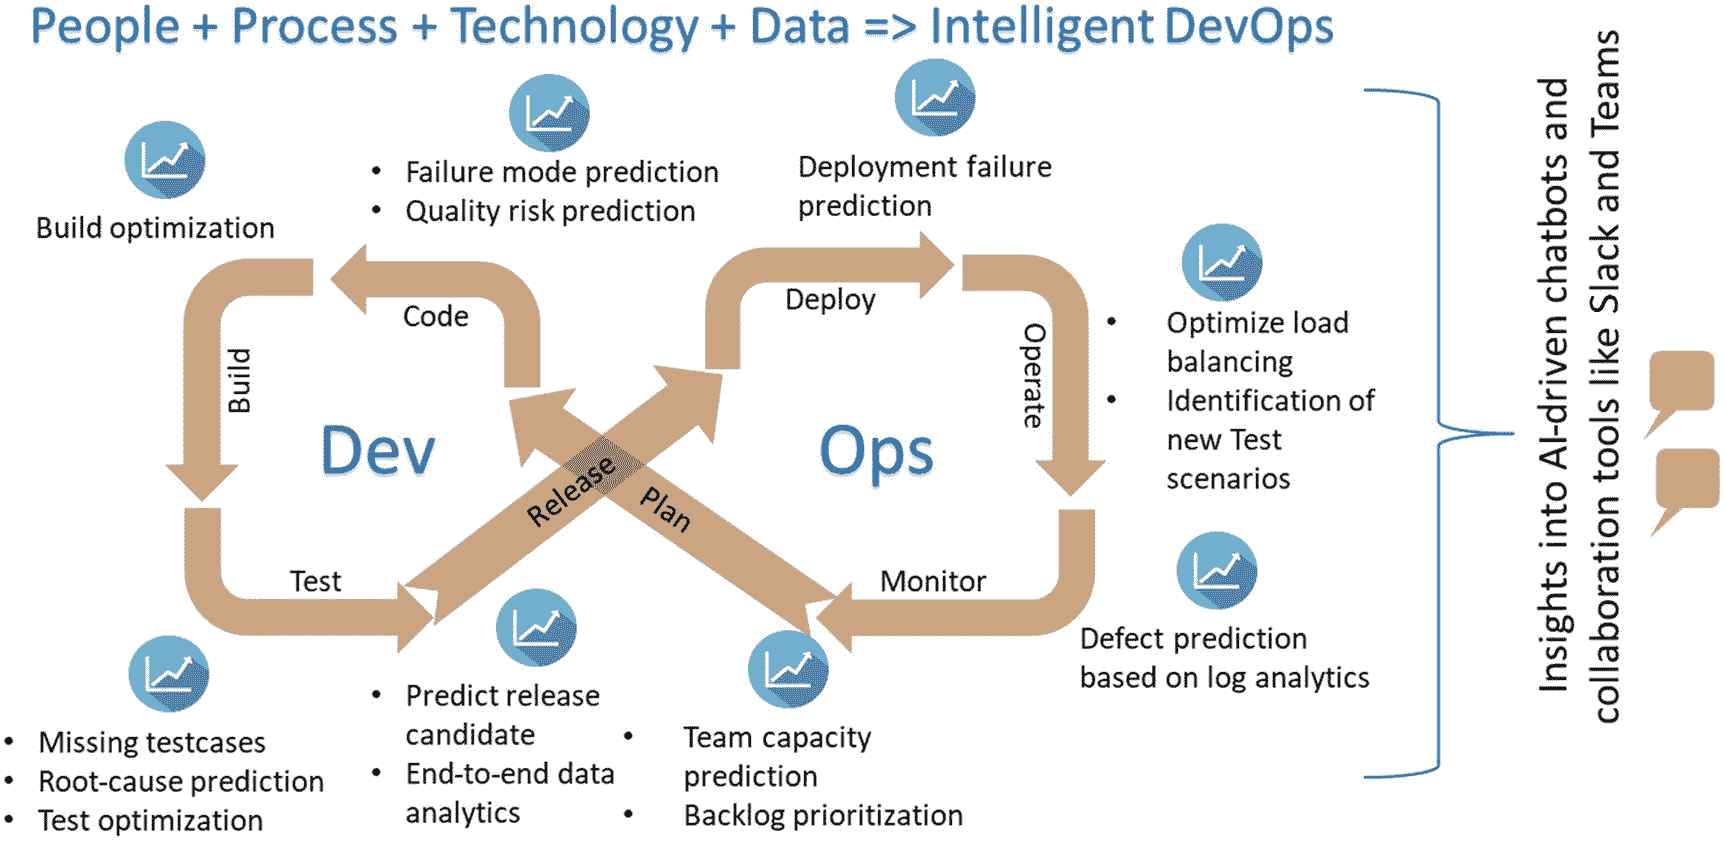 People + Process + Technology + Data => Intelligent DevOps
Build optimization
• Failure mode prediction
• Quality risk prediction
Deployment failure
prediction
• Optimize load
balancing
• Identification of
new Test
scenarios
Code
Deploy
Build
Operate
Dev
Ops
Release
Plan
Test
Monitor
Defect prediction
based on log analytics
• Missing testcases
• Root-cause prediction
• Test optimization
• Predict release
candidate
• End-to-end data
analytics
• Team capacity
prediction
• Backlog prioritization
Insights into AI-driven chatbots and
collaboration tools like Slack and Teams